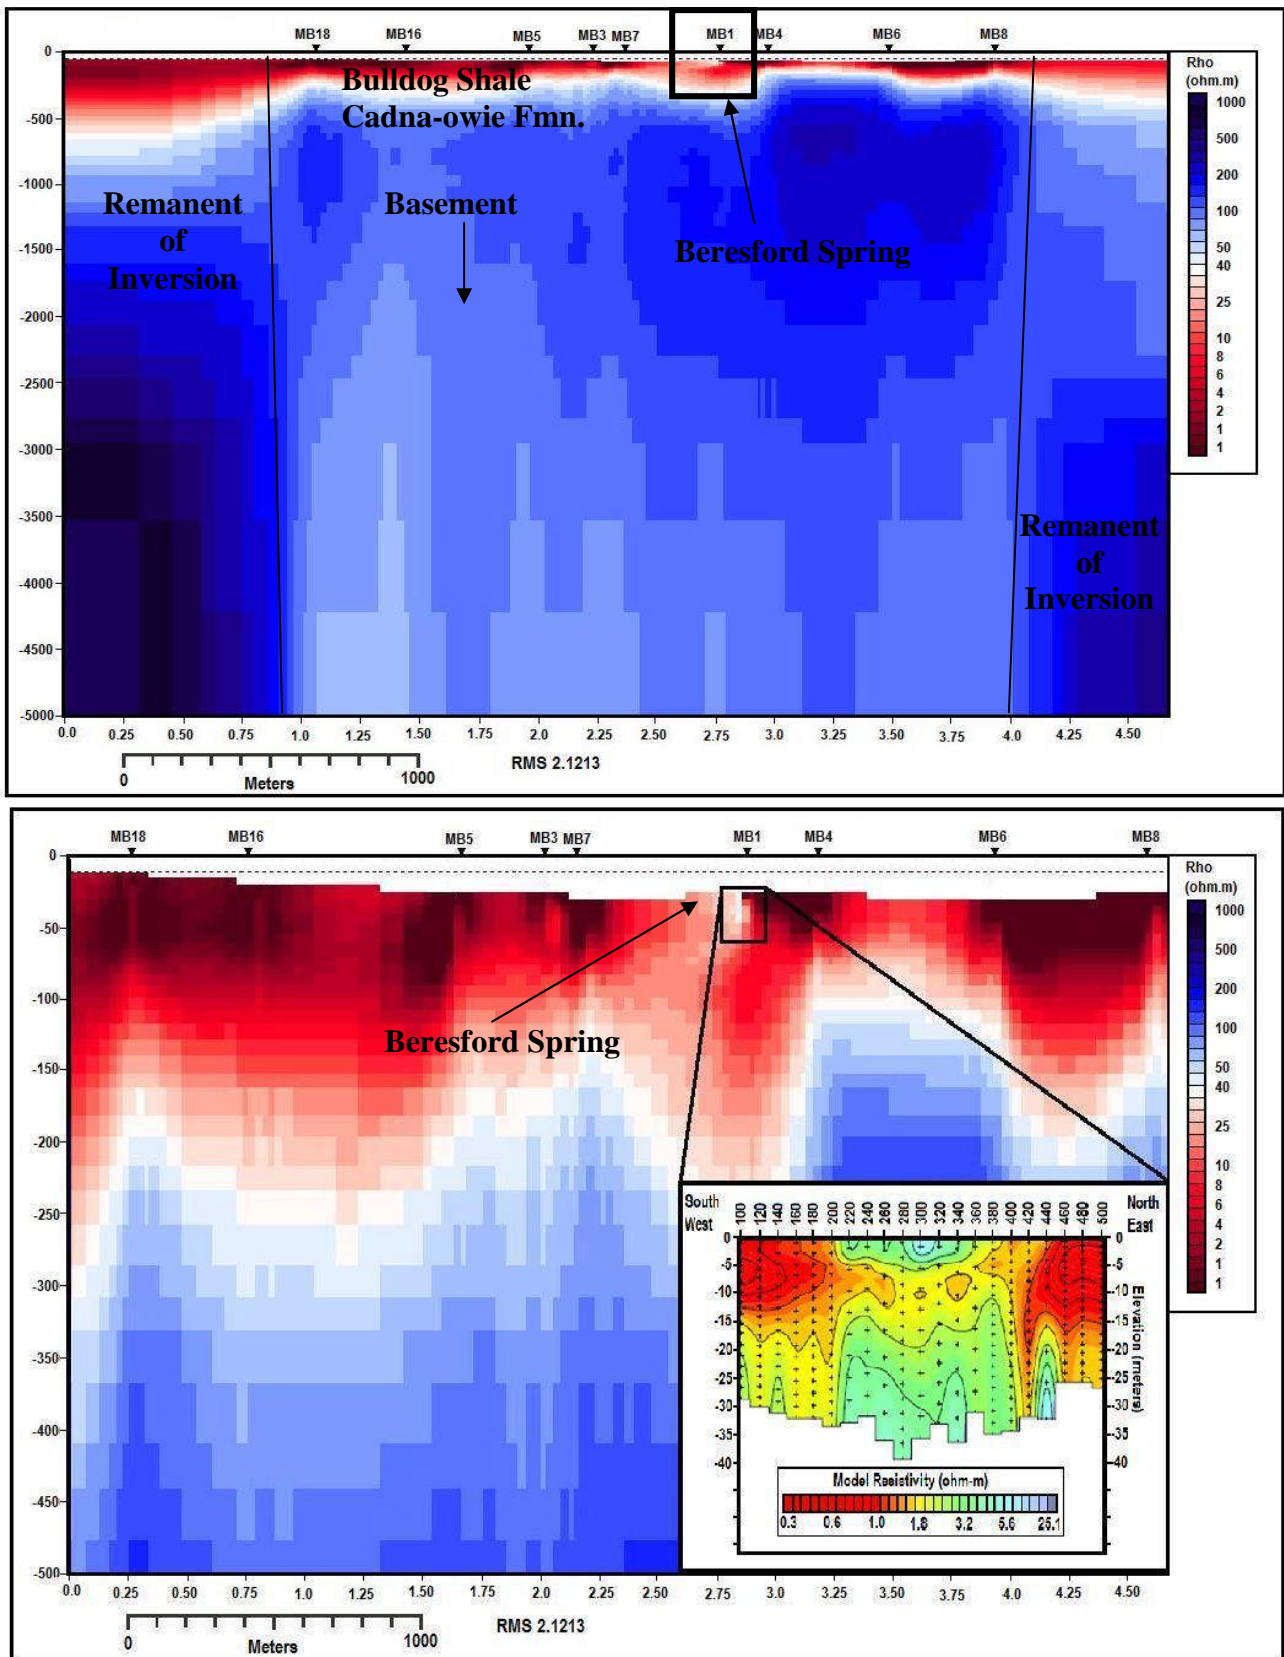 MB18 MB16 MB5 MB3 MB7 MB1 MB4 MB6 MB8
0
-500
-1000
-1500
-2000
-2500
-3000
-3500
-4000
-4500
-5000
Bulldog Shale
Cadna-owie Fmn.
Remanent
of
Inversion
Basement
Beresford Spring
Remanent
of
Inversion
Rho
(ohm.m)
1000
500
200
100
50
40
25
10
8
6
4
2
1
1
0.0 0.25 0.50 0.75 1.0 1.25 1.50 1.75 2.0 2.25 2.50 2.75 3.0 3.25 3.50 3.75 4.0 4.25 4.50
0 Meters 1000
RMS 2.1213
MB18 MB16 MB5 MB3 MB7 MB1 MB4 MB6 MB8
0
-50
-100
-150
-200
-250
-300
-350
-400
-450
-500
Beresford Spring
Rho
(ohm.m)
1000
500
200
100
50
40
25
10
8
6
4
2
1
1
South
West
100 120 140 160 180 200 220 240 260 280 300 320 340 360 380 400 420 440 460 480 500
North
East
0
-5
-10
-15
-20
-25
-30
-35
-40
0
-5
-10
-15
-20
-25
-30
-35
-40
Elevation (meters)
Model Resistivity (ohm-m)
0.3 0.6 1.0 1.8 3.2 5.6 25.1
0.0 0.25 0.50 0.75 1.0 1.25 1.50 1.75 2.0 2.25 2.50 2.75 3.0 3.25 3.50 3.75 4.0 4.25 4.50
0 Meters 1000
RMS 2.1213